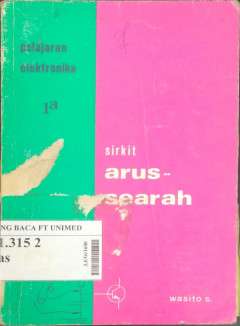 pelajaran
elektronika
1a
sirkit
arus-
searah
NG BACA FT UNIMED
1.315 2
as
wasito s.